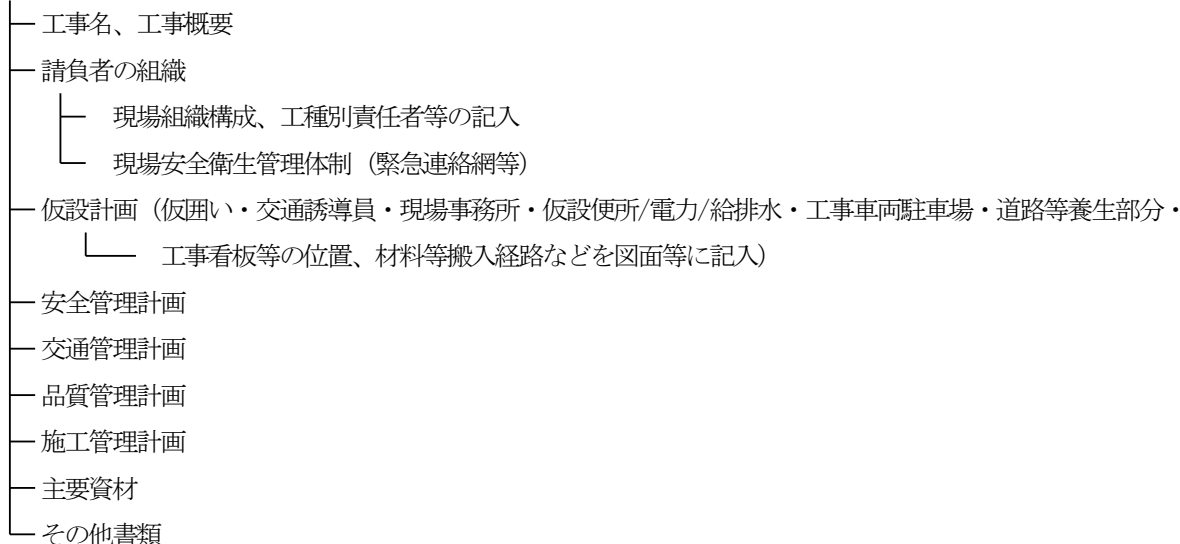 工事名、工事概要
請負者の組織
現場組織構成、工種別責任者等の記入
現場安全衛生管理体制（緊急連絡網等）
仮設計画（仮囲い・交通誘導員・現場事務所・仮設便所/電力/給排水・工事車両駐車場・道路等養生部分・
工事看板等の位置、材料等搬入経路などを図面等に記入）
安全管理計画
交通管理計画
品質管理計画
施工管理計画
主要資材
その他書類